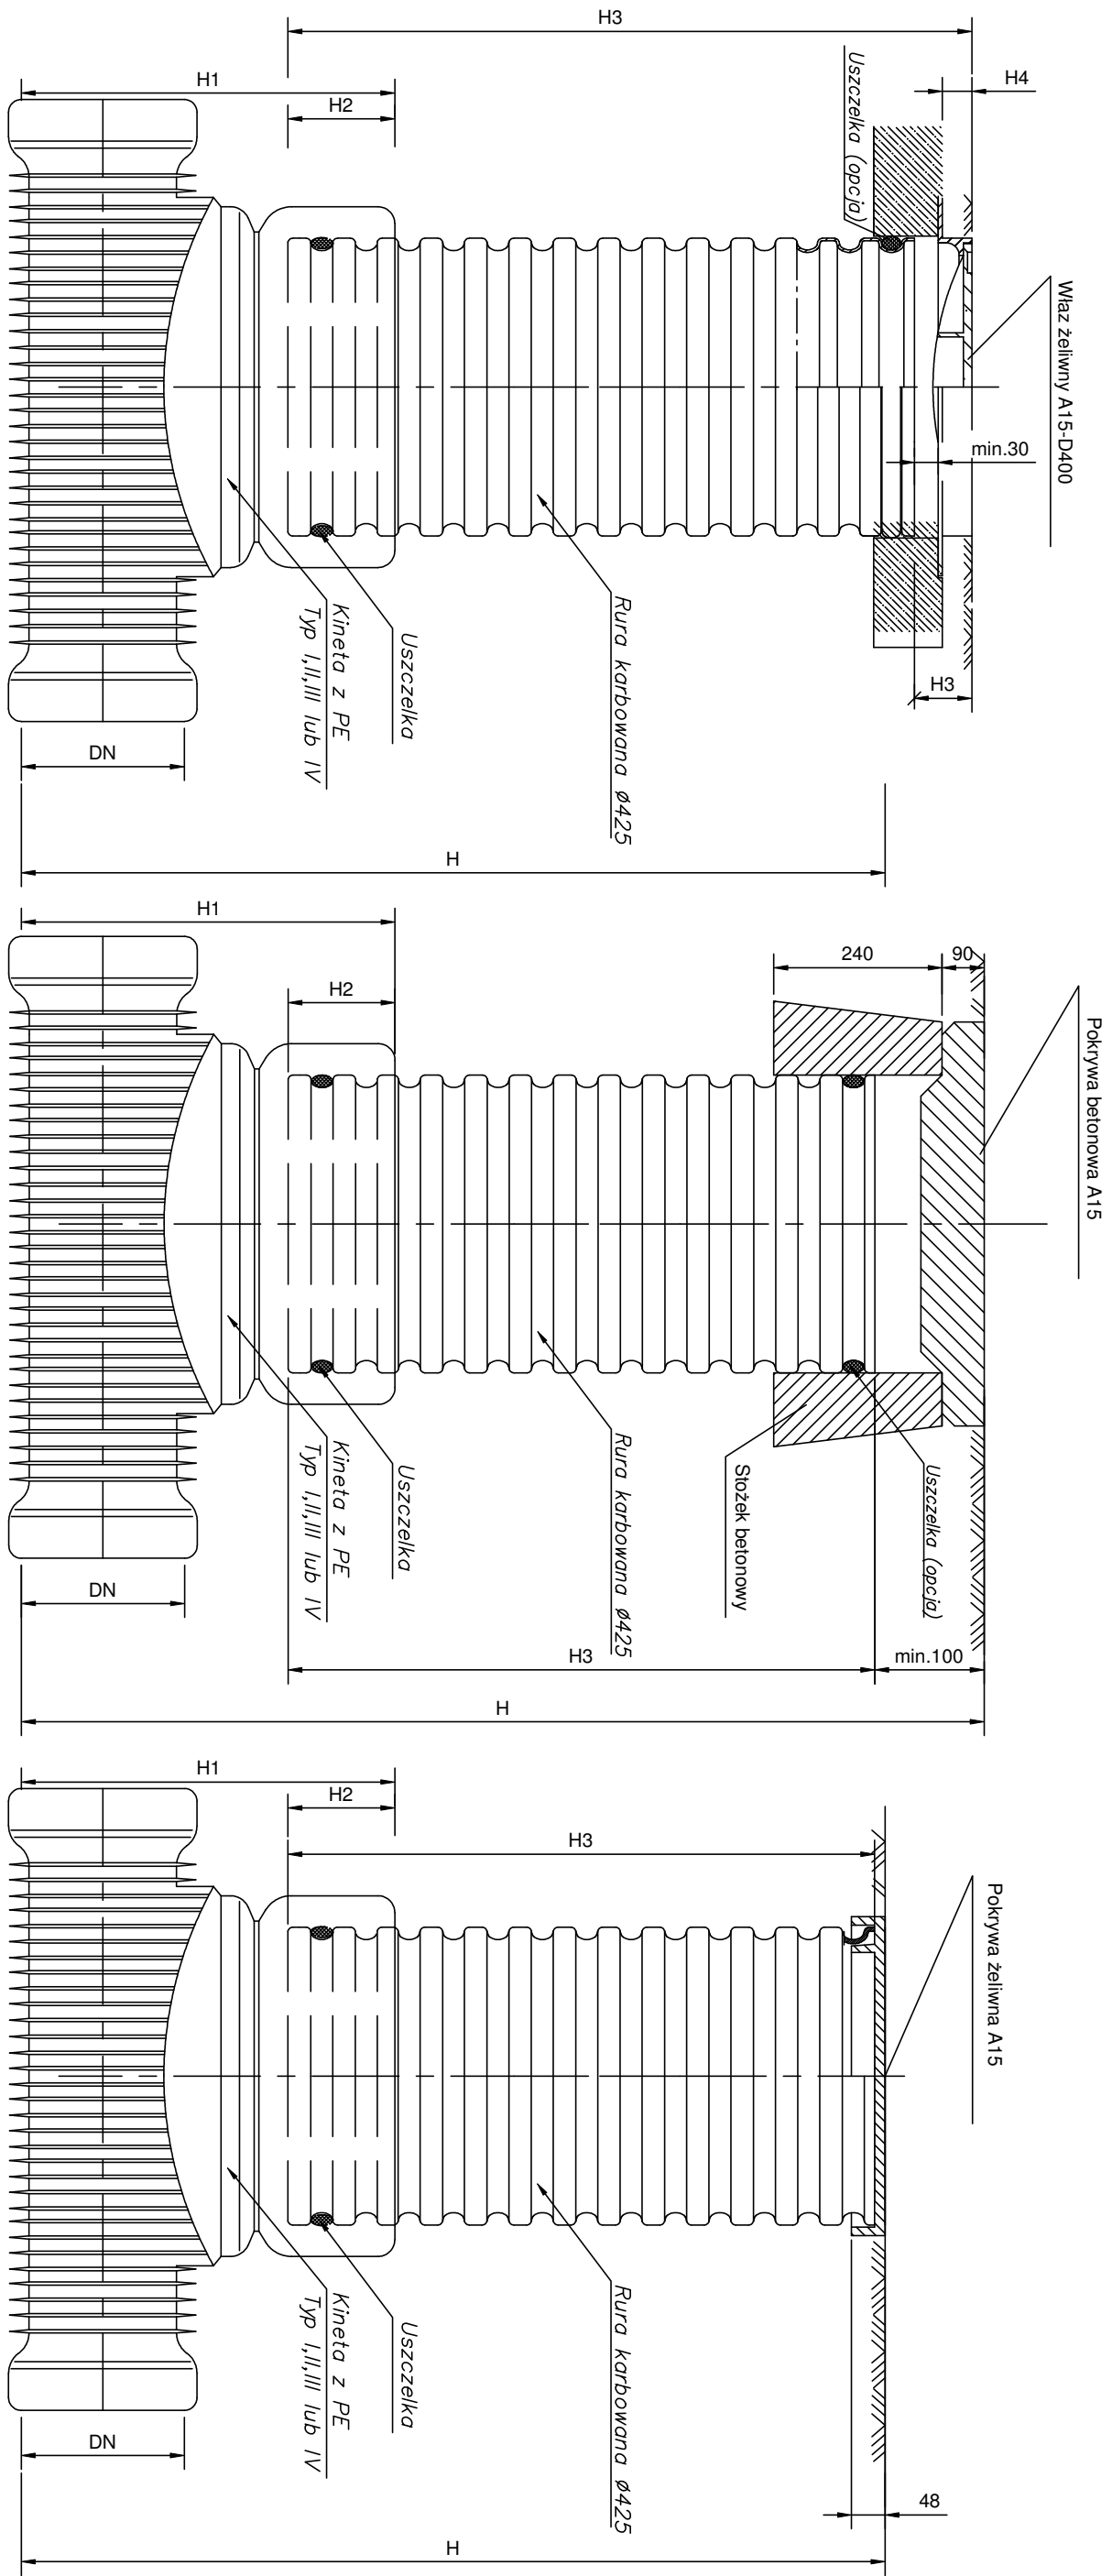 H3
H1
H2
H4
Uszczelka (opcja)
Właz żeliwny A15-D400
min.30
H3
Rura karbowana ø425
Uszczelka
Kineta z PE
Typ I,II,III lub IV
DN
H
H1
H2
240
90
Pokrywa betonowa A15
Uszczelka (opcja)
Stożek betonowy
Rura karbowana ø425
Uszczelka
Kineta z PE
Typ I,II,III lub IV
DN
H3
min.100
H
H1
H2
H3
Pokrywa żeliwna A15
Rura karbowana ø425
Uszczelka
Kineta z PE
Typ I,II,III lub IV
DN
48
H